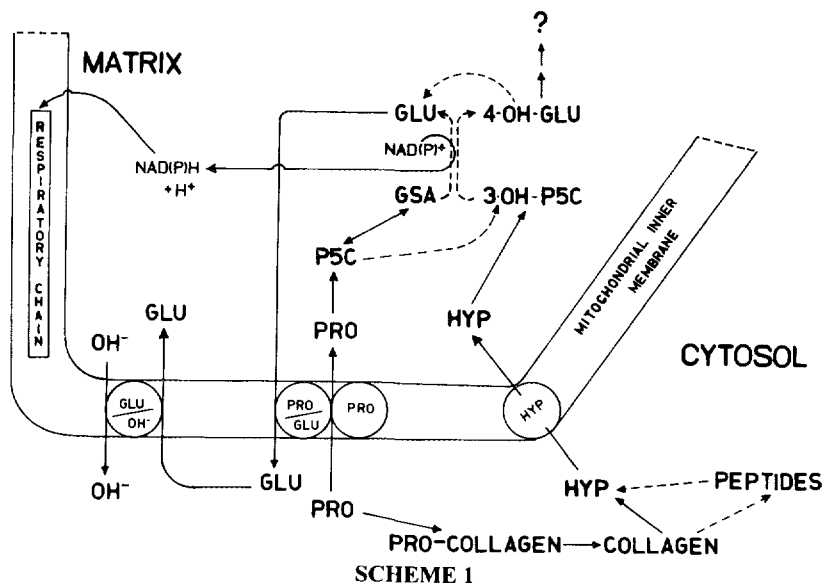 MATRIX
?
GLU
4-OH-GLU
NAD(P)+
NAD(P)H
+H+
GSA
3-OH-P5C
RESPIRATORY CHAIN
P5C
GLU
PRO
HYP
OH-
MITOCHONDRIAL INNER
MEMBRANE
CYTOSOL
GLU
OH-
PRO
GLU
PRO
HYP
OH-
GLU
PRO
HYP
PEPTIDES
PRO-COLLAGEN
COLLAGEN
SCHEME 1